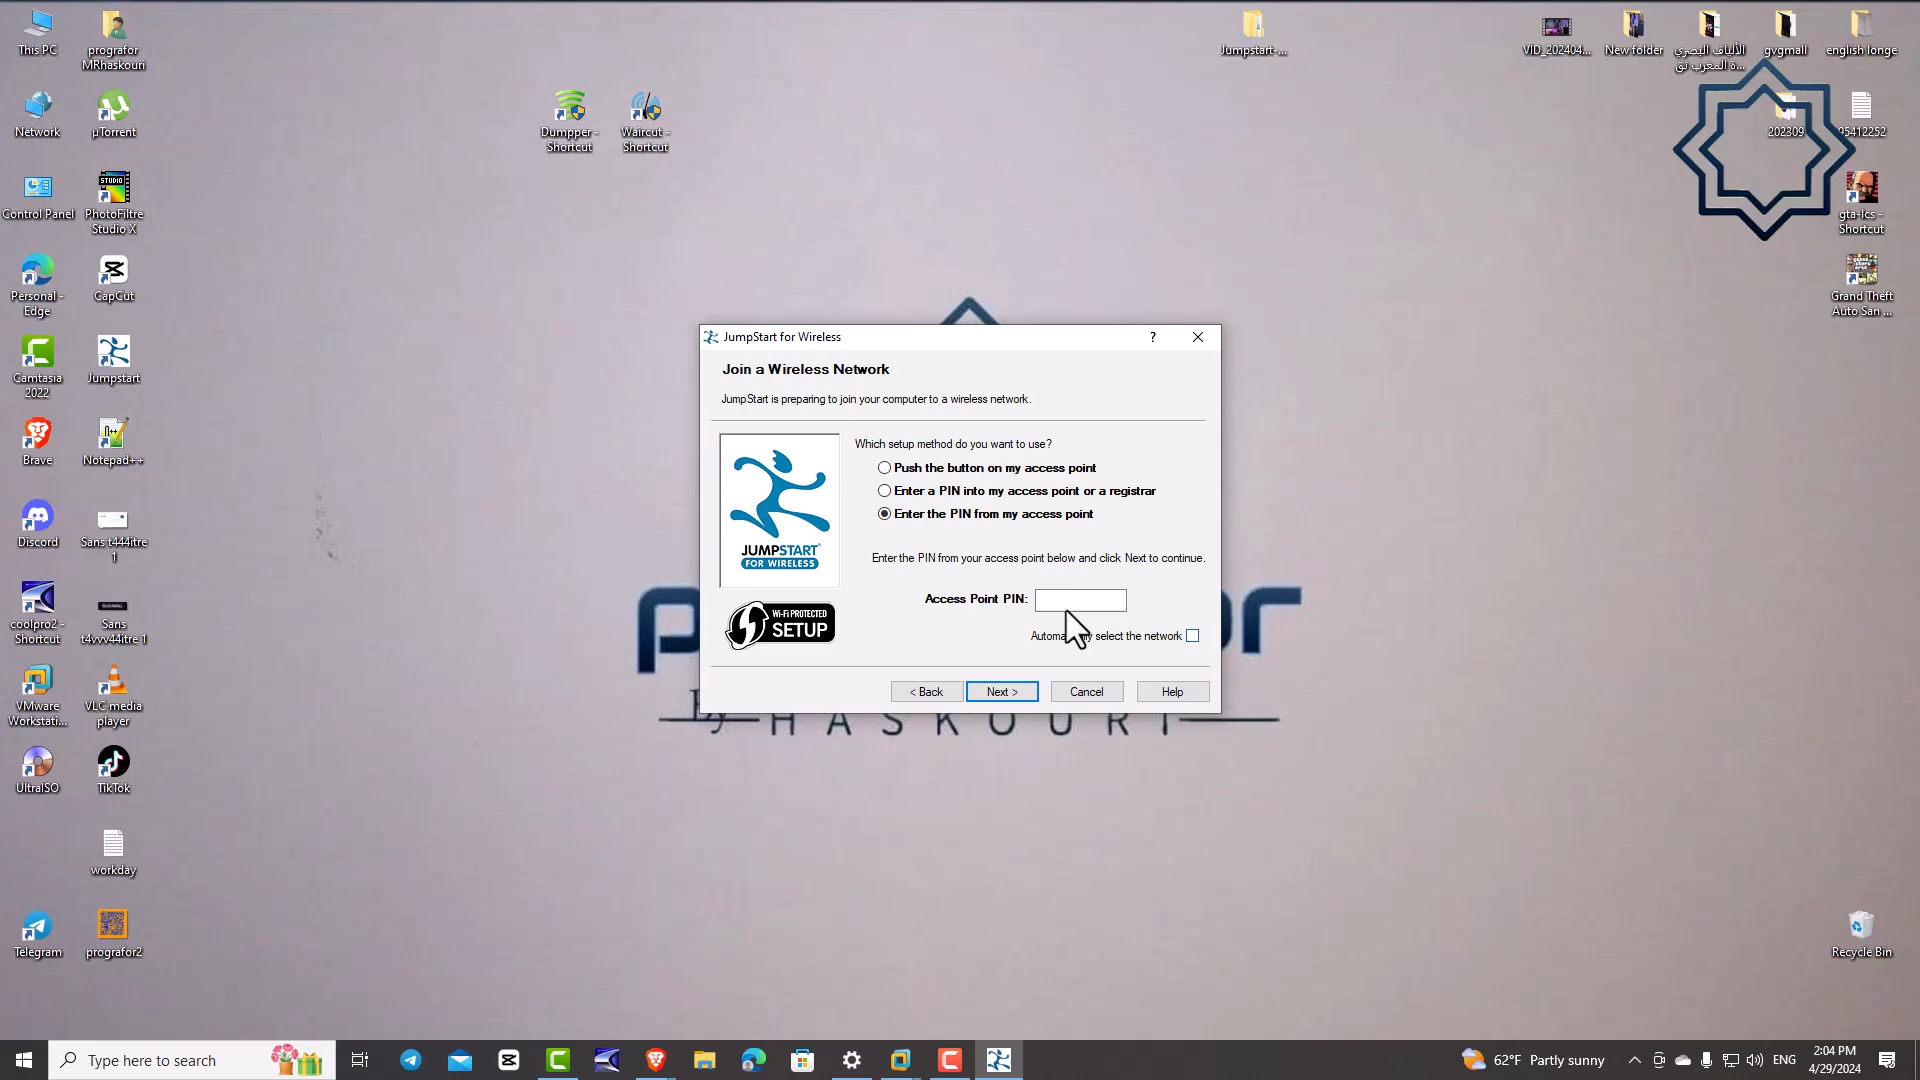 This PC
prografor
MRhaskouri
Jumpstart-...
VID_202404...
New folder
الألياف البصري
ة المغرب تق...
gvgmall
english longe
Network
µTorrent
Dumpper -
Shortcut
Waircut -
Shortcut
202309
95412252
Control Panel
PhotoFiltre
Studio X
gta-lcs -
Shortcut
Personal -
Edge
CapCut
Grand Theft
Auto San ...
Camtasia
2022
Jumpstart
Brave
Notepad++
Discord
Sans t444itre
1
coolpro2 -
Shortcut
Sans
t4vvv44itre 1
VMware
Workstati...
VLC media
player
UltraISO
TikTok
workday
Telegram
prografor2
Recycle Bin
JumpStart for Wireless
?
Join a Wireless Network
JumpStart is preparing to join your computer to a wireless network.
Which setup method do you want to use?
Push the button on my access point
Enter a PIN into my access point or a registrar
Enter the PIN from my access point
JUMPSTART
FOR WIRELESS
Enter the PIN from your access point below and click Next to continue.
Access Point PIN:
Wi-Fi PROTECTED
SETUP
select the network
< Back
Next >
Cancel
Help
By HASKOURI
STUDIO
Type here to search
62°F Partly sunny
ENG
2:04 PM
4/29/2024